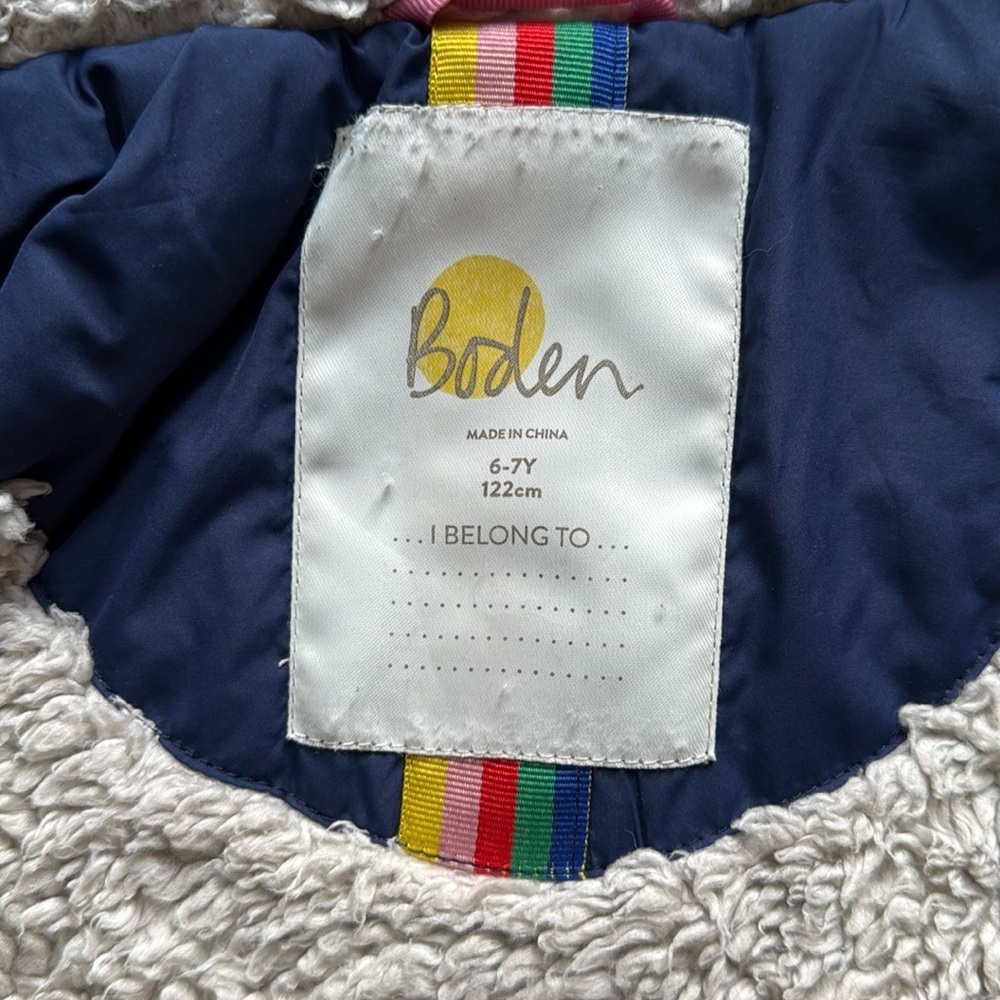 Boden
MADE IN CHINA
6-7Y
122cm
...I BELONG TO...